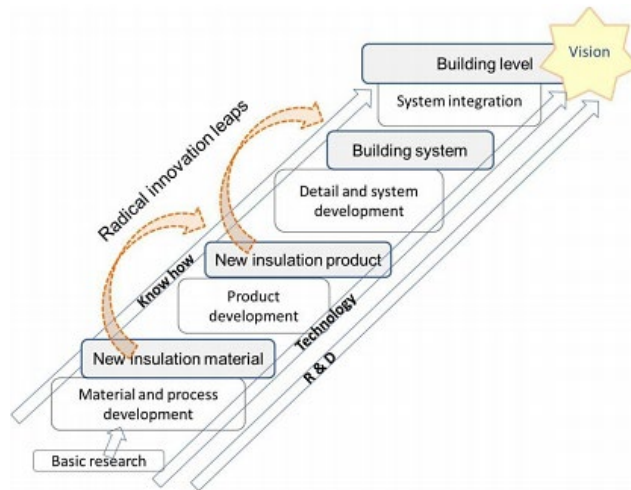 Vision
Building level
System integration
Building system
Detail and system
development
Radical innovation leaps
New insulation product
Know how
Product
development
Technology
R & D
New insulation material
Material and process
development
Basic research